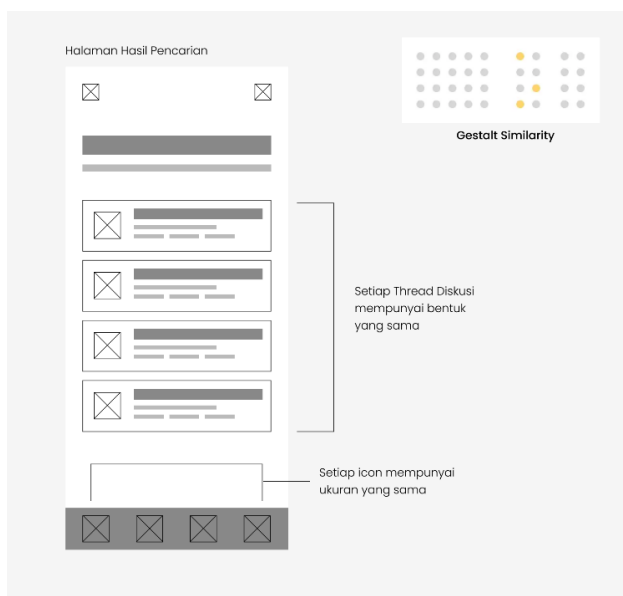 Halaman Hasil Pencarian
Gestalt Similarity
Setiap Thread Diskusi
mempunyai bentuk
yang sama
Setiap icon mempunyai
ukuran yang sama